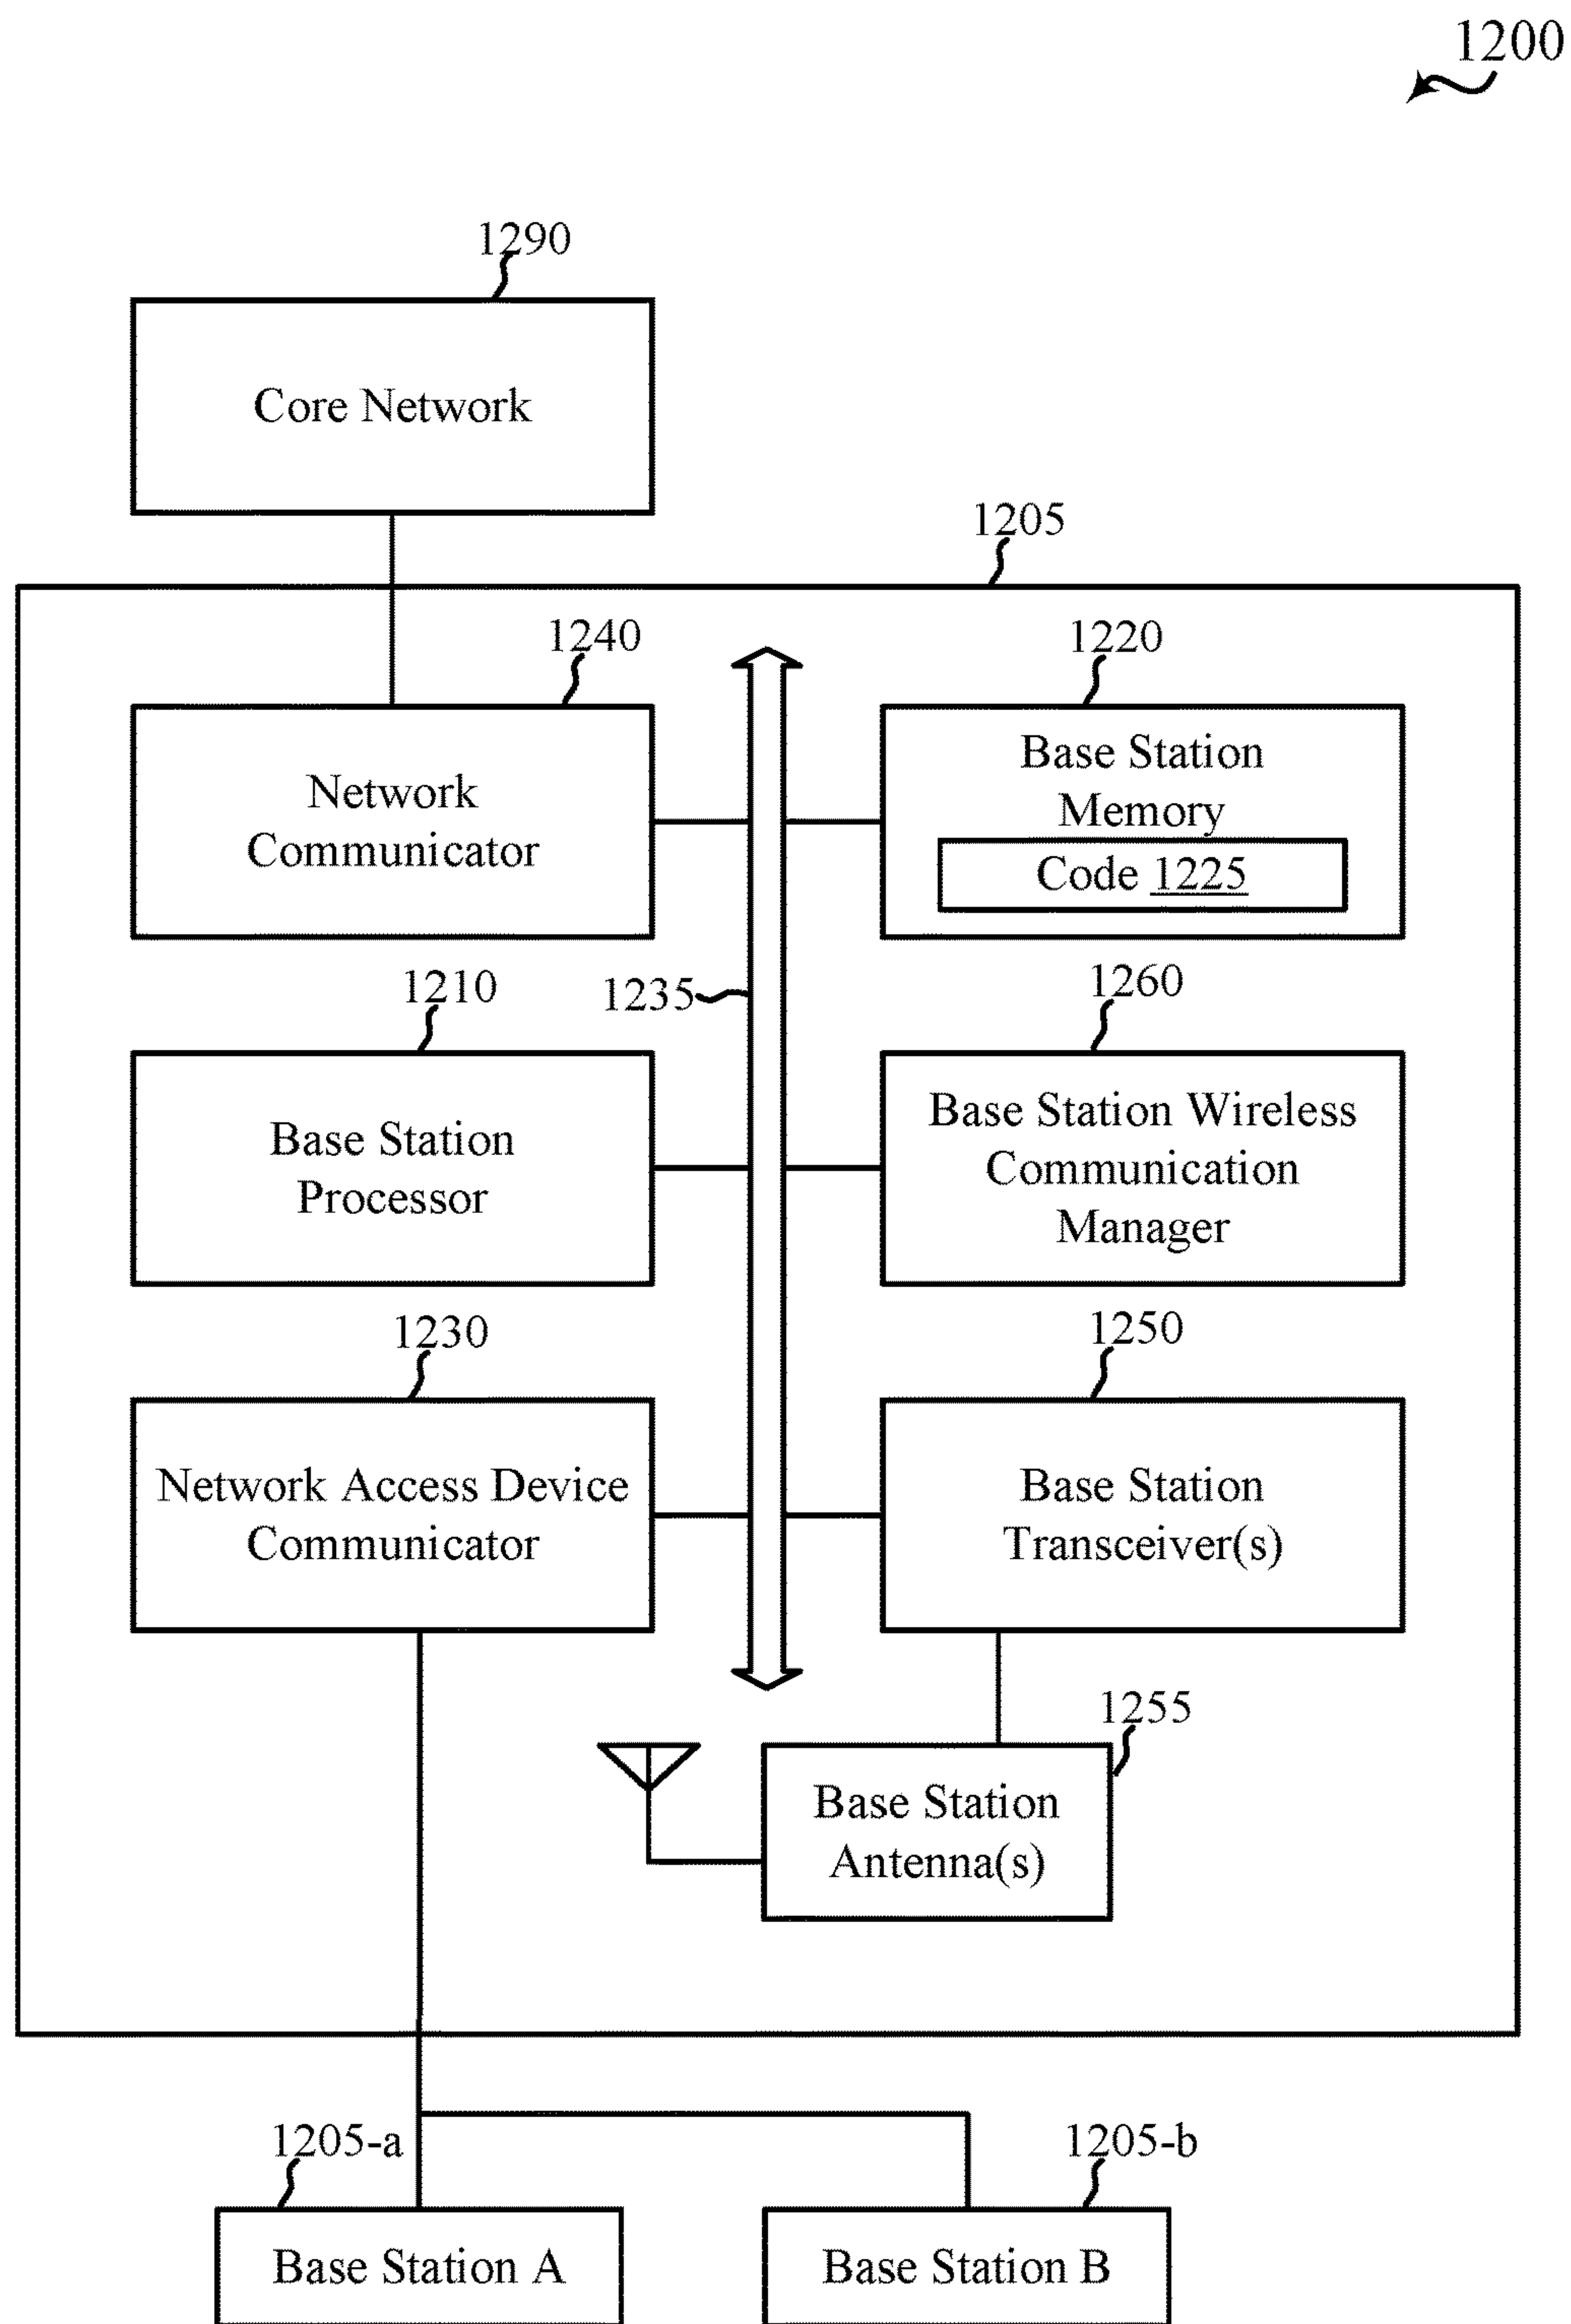 1200
1290
Core Network
1205
1240
1220
Network
Communicator
Base Station
Memory
Code 1225
1210
1235
1260
Base Station
Processor
Base Station Wireless
Communication
Manager
1230
1250
Network Access Device
Communicator
Base Station
Transceiver(s)
1255
Base Station
Antenna(s)
1205-a
1205-b
Base Station A
Base Station B